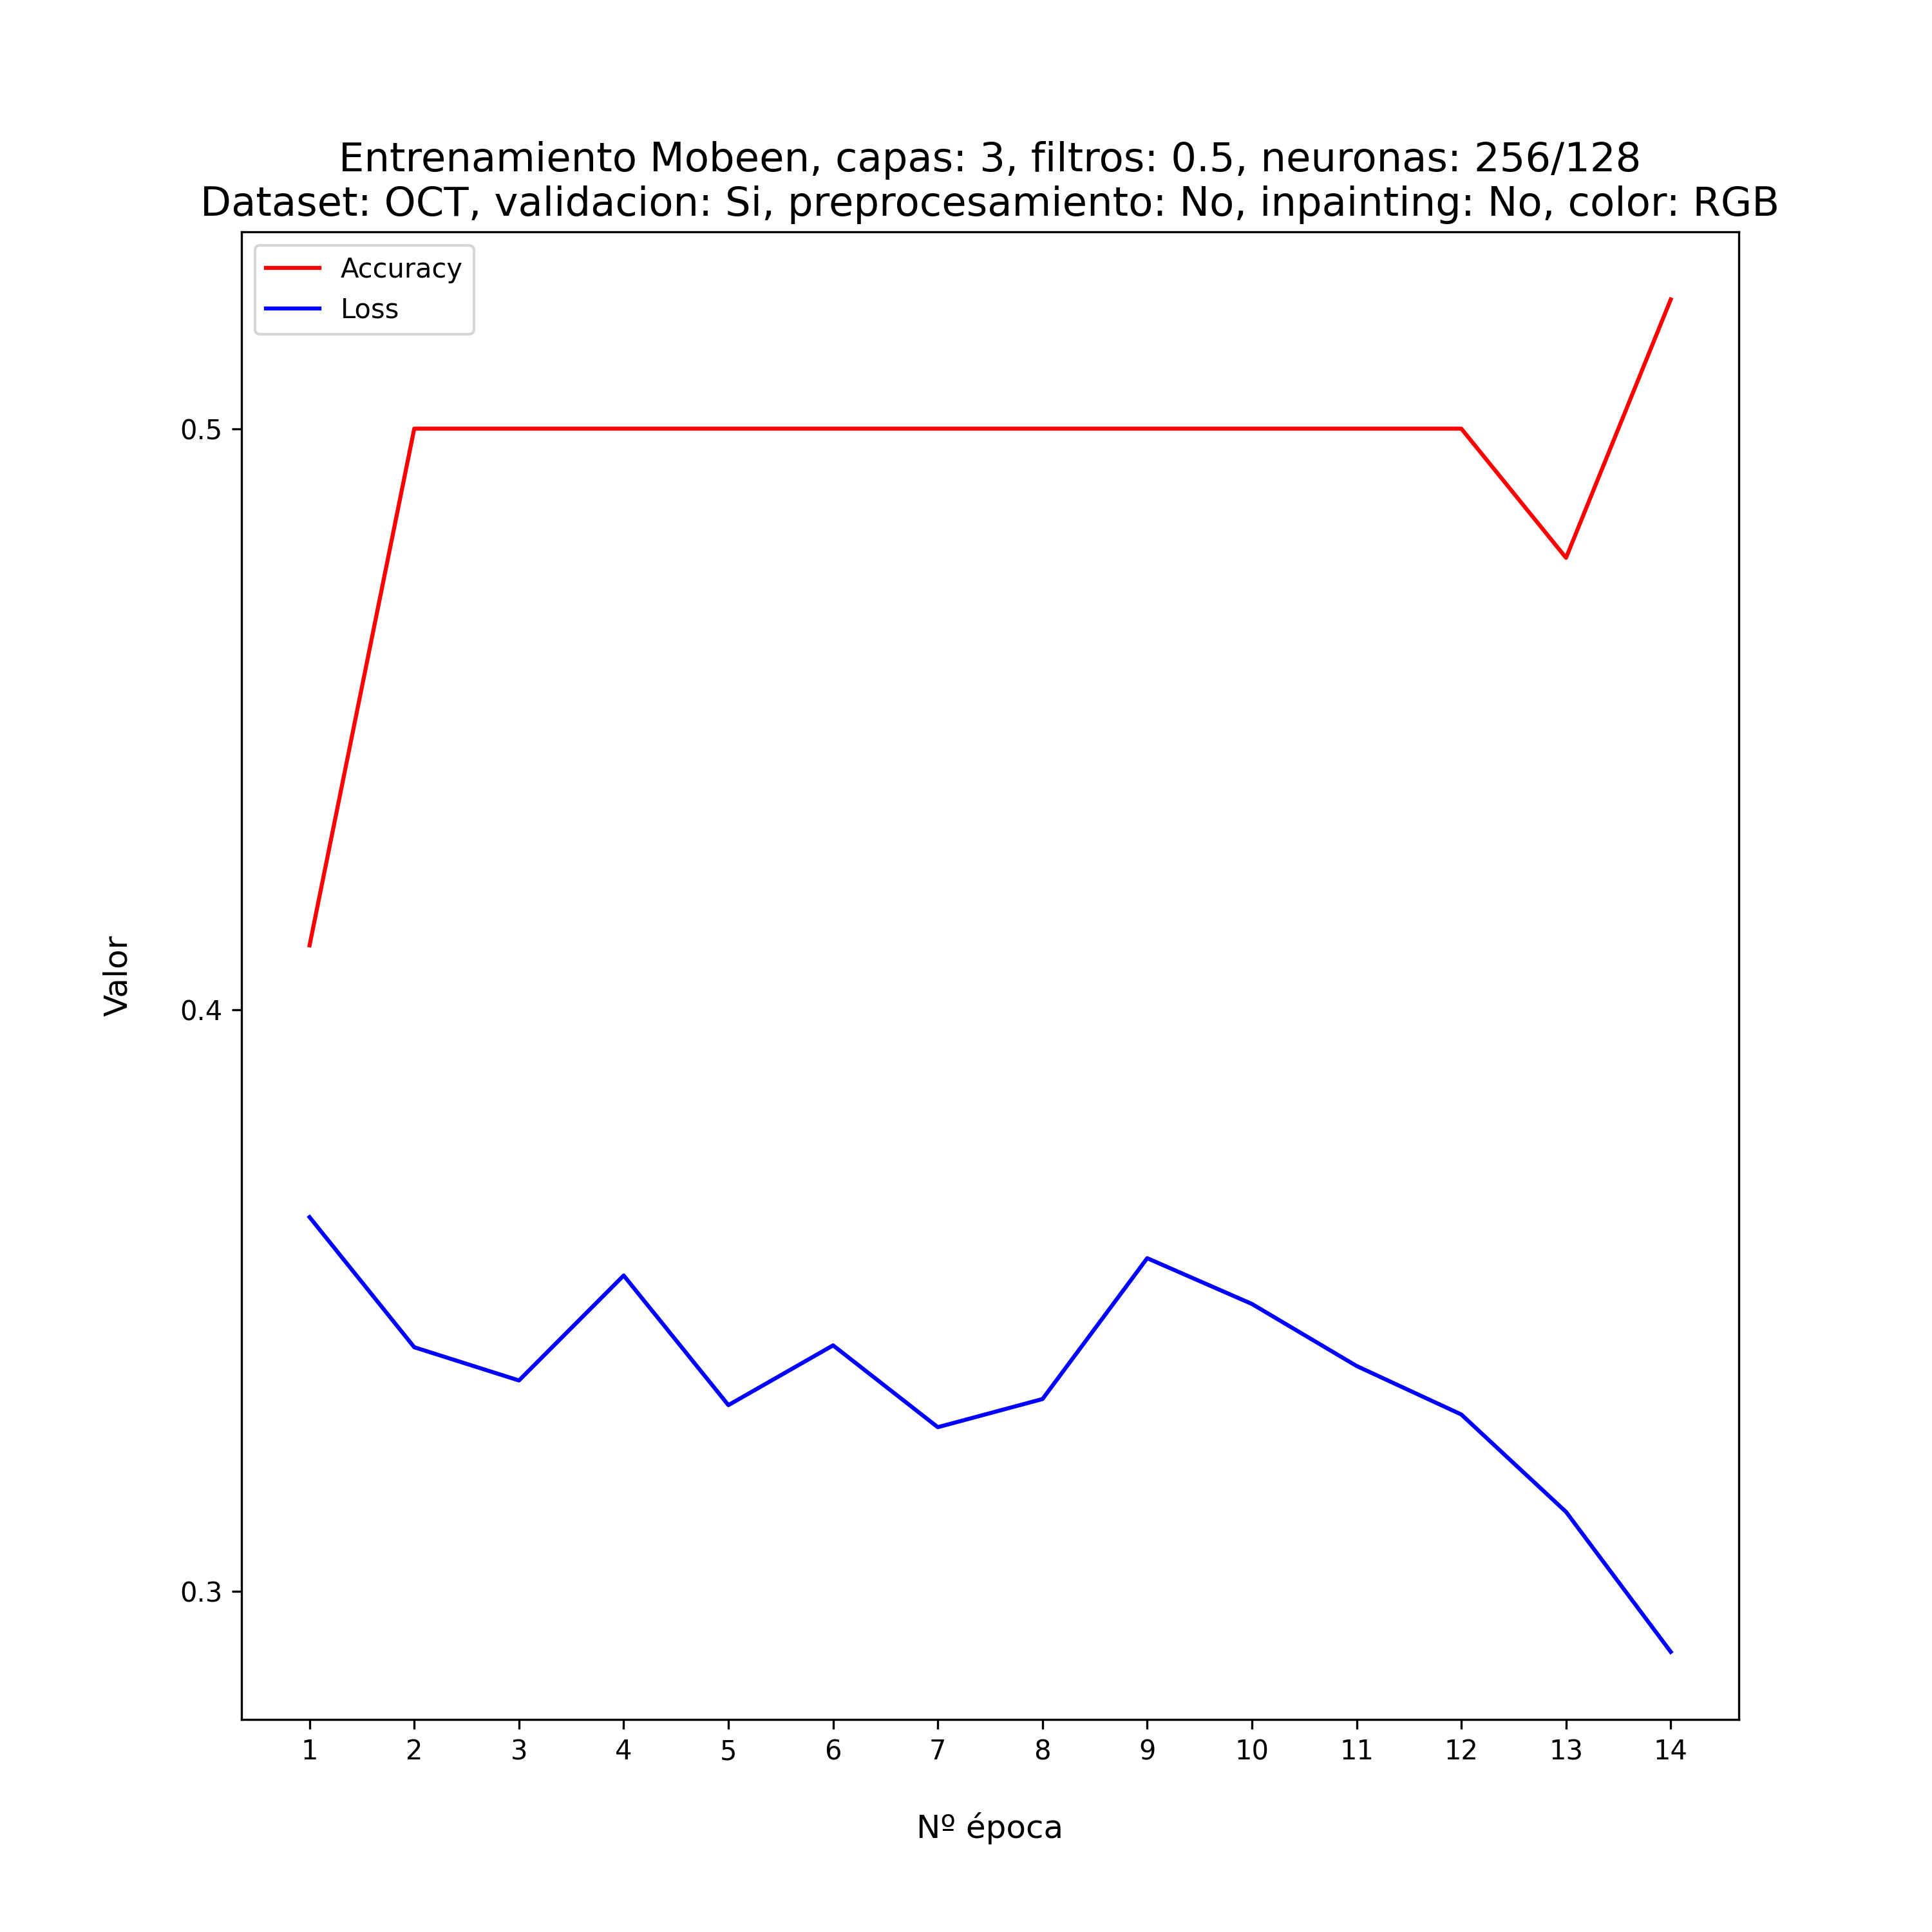 Entrenamiento Mobeen, capas: 3, filtros: 0.5, neuronas: 256/128
Dataset: OCT, validacion: Si, preprocesamiento: No, inpainting: No, color: RGB
Accuracy
Loss
0.5
0.4
0.3
Valor
1 2 3 4 5 6 7 8 9 10 11 12 13 14
Nº época